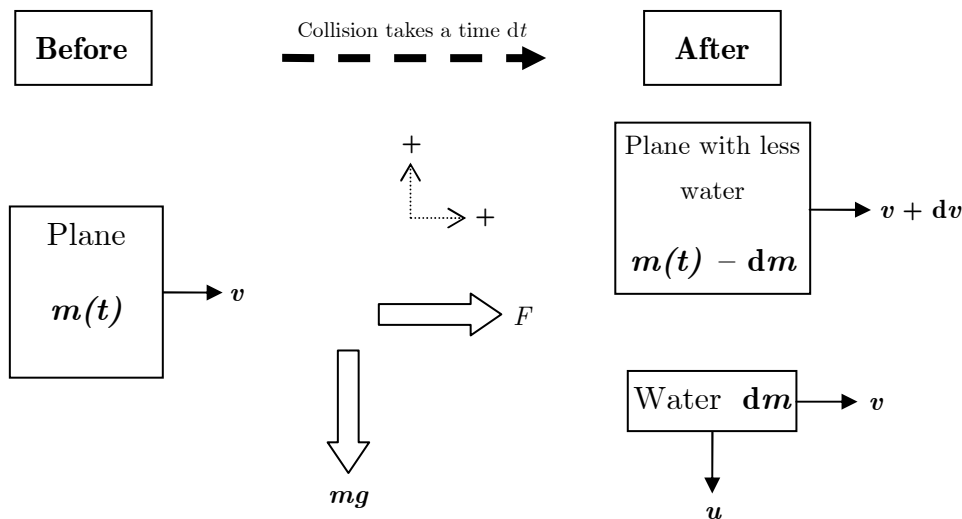 Before
Collision takes a time dt
After
+
+
Plane
m(t)
v
F
mg
Plane with less
water
m(t) – dm
v + dv
Water dm
v
u